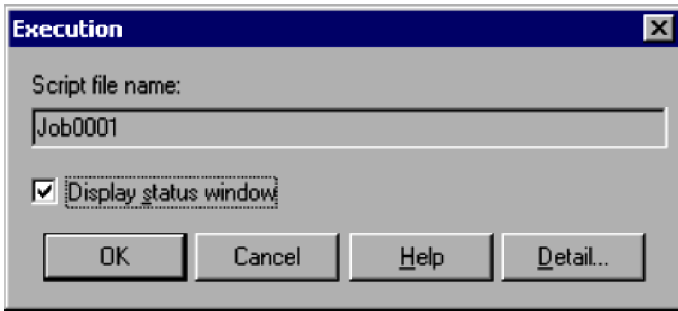 Execution
Script file name:
Job0001
Display status window
OK Cancel Help Detail...